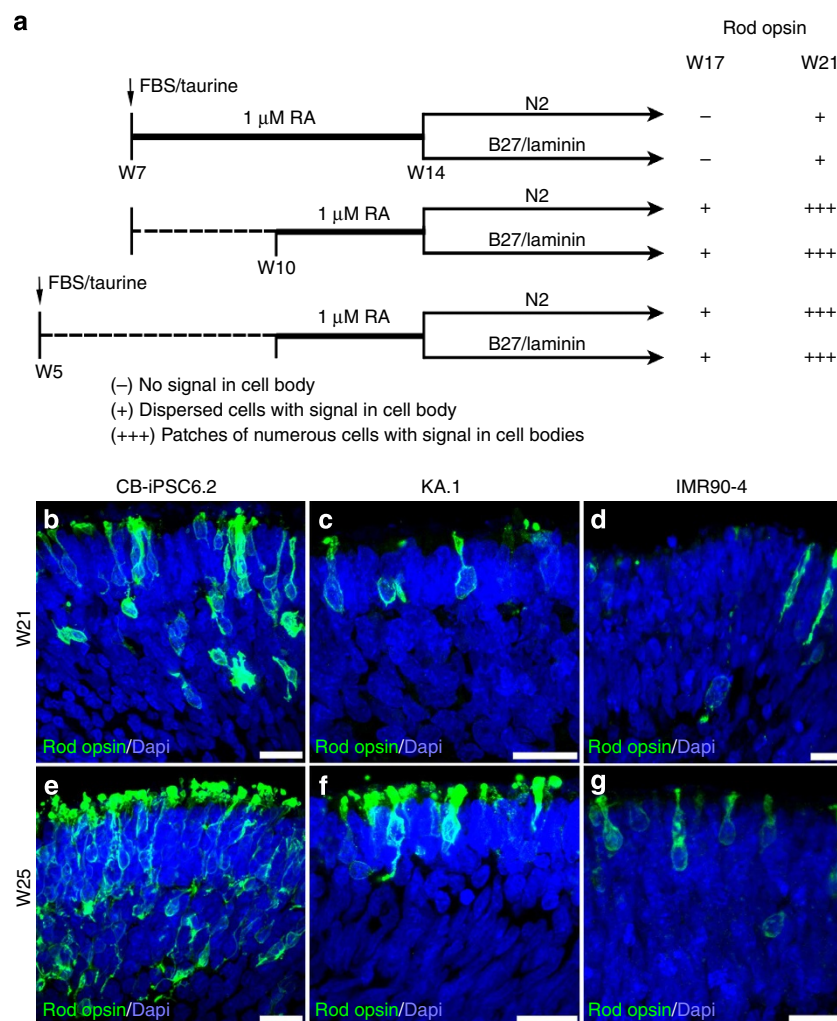 a
Rod opsin
W17 W21
FBS/taurine
1 μM RA
N2
– +
B27/laminin
– +
W7 W14
1 μM RA
N2
+ +++
B27/laminin
+ +++
W10
FBS/taurine
1 μM RA
N2
+ +++
B27/laminin
+ +++
W5
(–) No signal in cell body
(+) Dispersed cells with signal in cell body
(+++) Patches of numerous cells with signal in cell bodies
CB-iPSC6.2 KA.1 IMR90-4
W21
b
Rod opsin/Dapi
c
Rod opsin/Dapi
d
Rod opsin/Dapi
W25
e
Rod opsin/Dapi
f
Rod opsin/Dapi
g
Rod opsin/Dapi